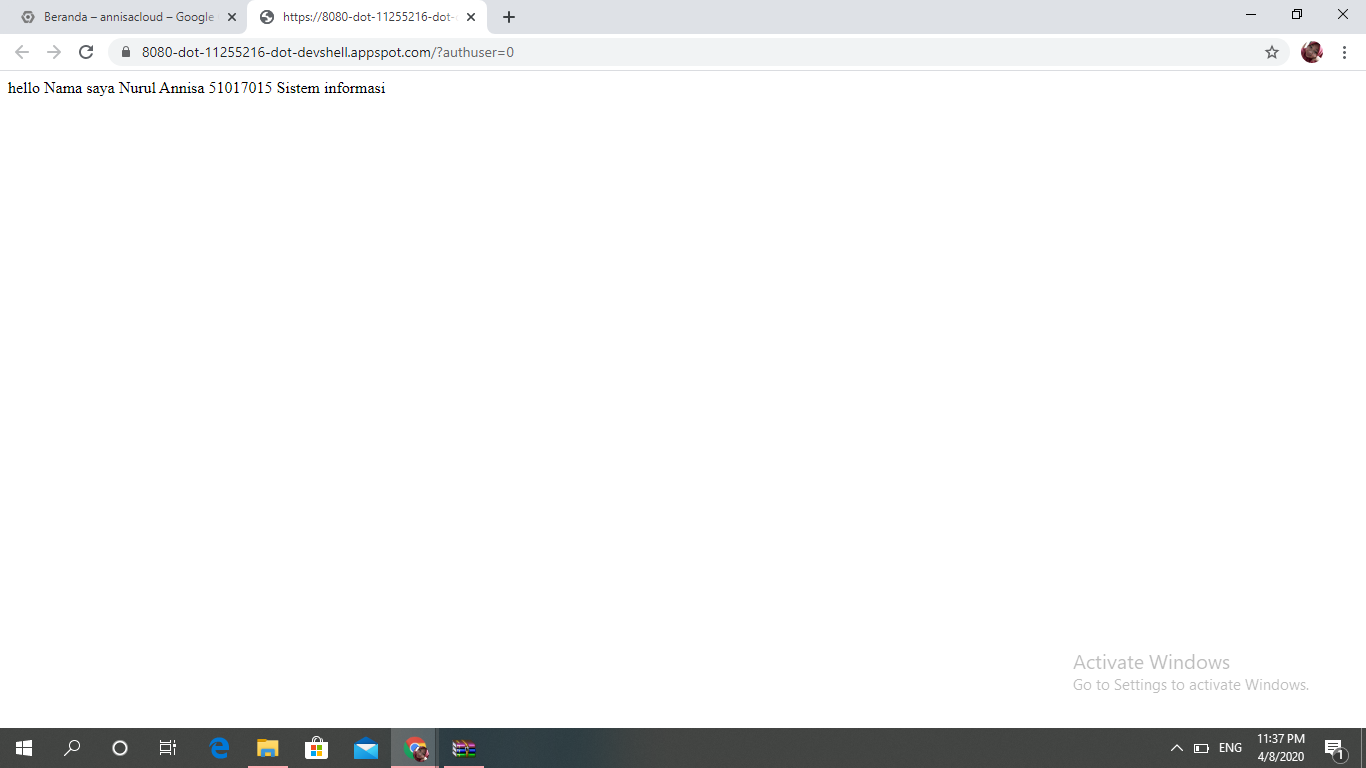 Beranda – annisacloud – Google
https://8080-dot-11255216-dot-
8080-dot-11255216-dot-devshell.appspot.com/?authuser=0
hello Nama saya Nurul Annisa 51017015 Sistem informasi
Activate Windows
Go to Settings to activate Windows.
ENG
11:37 PM
4/8/2020
1